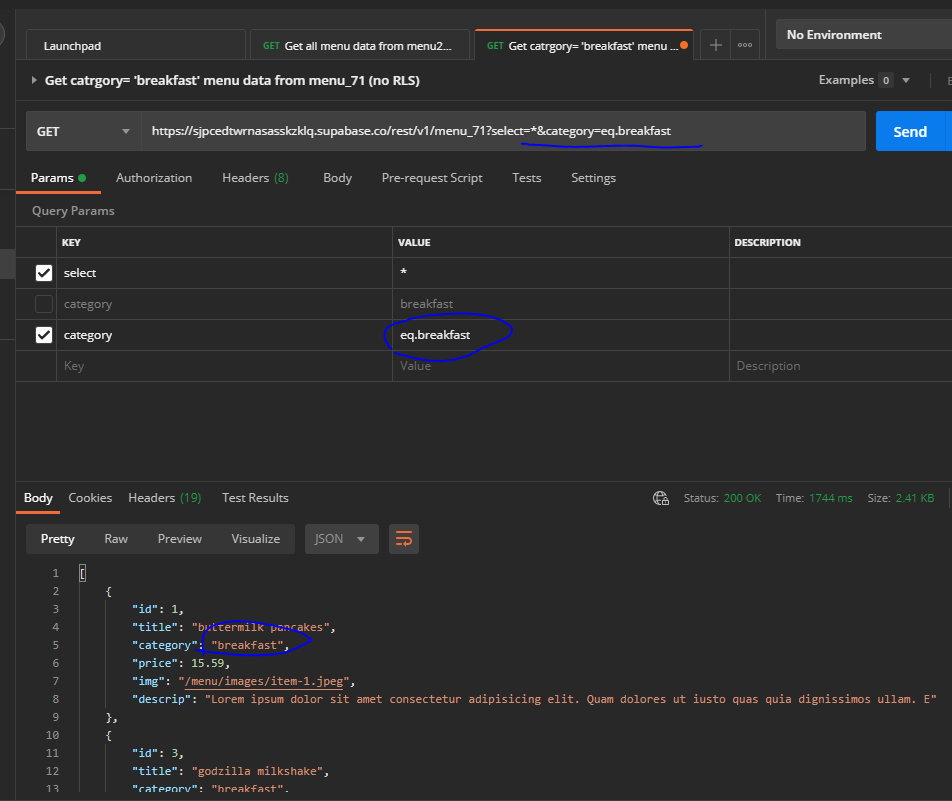 Launchpad
GET Get all menu data from menu2...
GET Get catrgory= 'breakfast' menu ...
No Environment
Get catrgory= 'breakfast' menu data from menu_71 (no RLS)
Examples 0
GET
https://sjpcedtwrnasasskzklq.supabase.co/rest/v1/menu_71?select=*&category=eq.breakfast
Send
Params
Authorization
Headers (8)
Body
Pre-request Script
Tests
Settings
Query Params
KEY VALUE DESCRIPTION
select *
category breakfast
category eq.breakfast
Key Value Description
Body Cookies Headers (19) Test Results
Status: 200 OK Time: 1744 ms Size: 2.41 KB
Pretty Raw Preview Visualize JSON
1 [
2 {
3 "id": 1,
4 "title": "buttermilk pancakes",
5 "category": "breakfast",
6 "price": 15.59,
7 "img": "/menu/images/item-1.jpeg",
8 "descrip": "Lorem ipsum dolor sit amet consectetur adipisicing elit. Quam dolores ut iusto quas quia dignissimos ullam. E"
9 },
10 {
11 "id": 3,
12 "title": "godzilla milkshake",
13 "category": "breakfast",